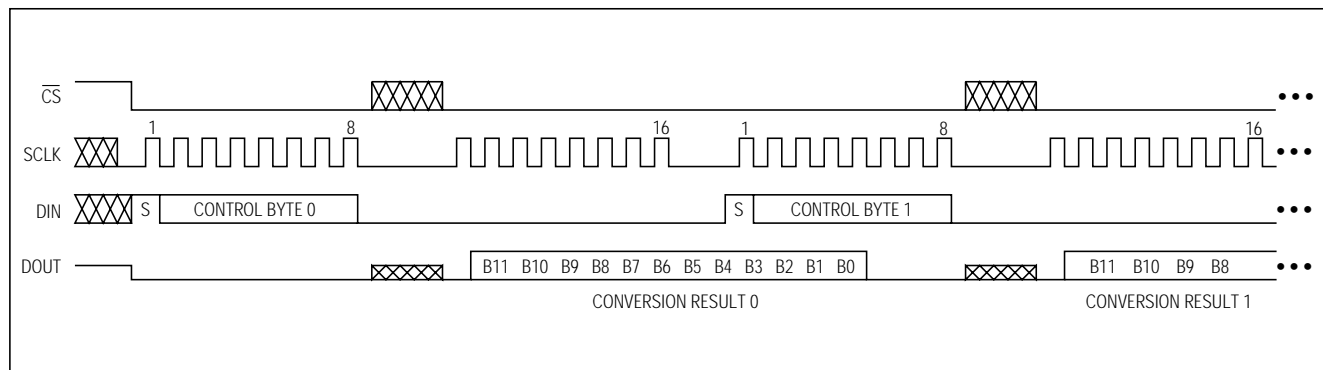 CS
1 8 16 1 8 16
SCLK
DIN S CONTROL BYTE 0 S CONTROL BYTE 1
DOUT B11 B10 B9 B8 B7 B6 B5 B4 B3 B2 B1 B0 B11 B10 B9 B8
CONVERSION RESULT 0 CONVERSION RESULT 1